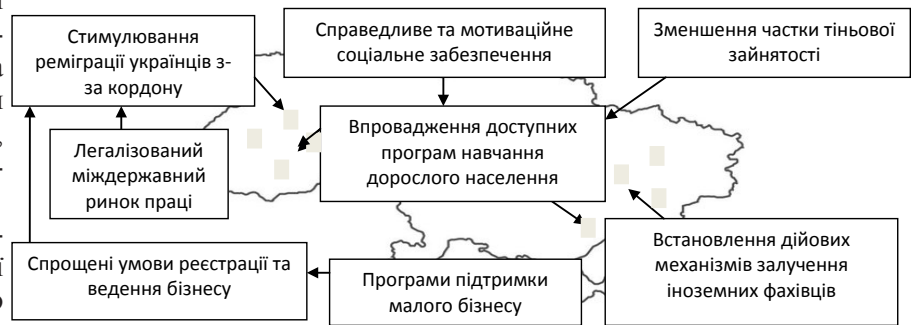 Стимулювання
ремiграції українців з-
за кордону
Справедливе та мотиваційне
соціальне забезпечення
Зменшення частки тіньової
зайнятості
Легалізований
міждержавний
ринок праці
Впровадження доступних
програм навчання
дорослого населення
Спрощені умови реєстрації та
ведення бізнесу
Програми підтримки
малого бізнесу
Встановлення дійових
механізмів залучення
іноземних фахівців